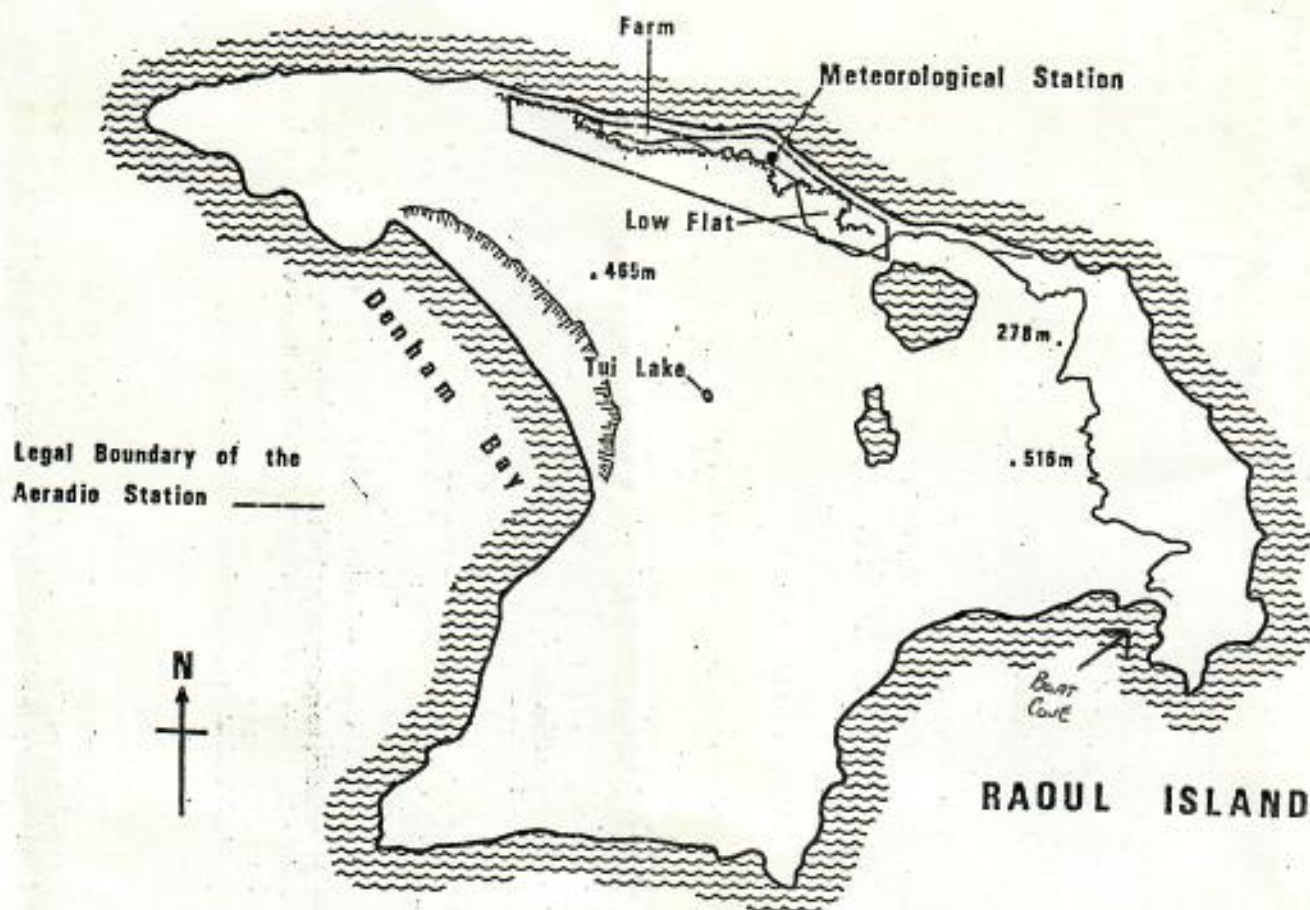 Farm
Meteorological Station
Low Flat
. 465m
Denham Bay
278m .
Tui Lake
. 516m
Legal Boundary of the
Aeradio Station
N
Boat
Cove
RAOUL ISLAND